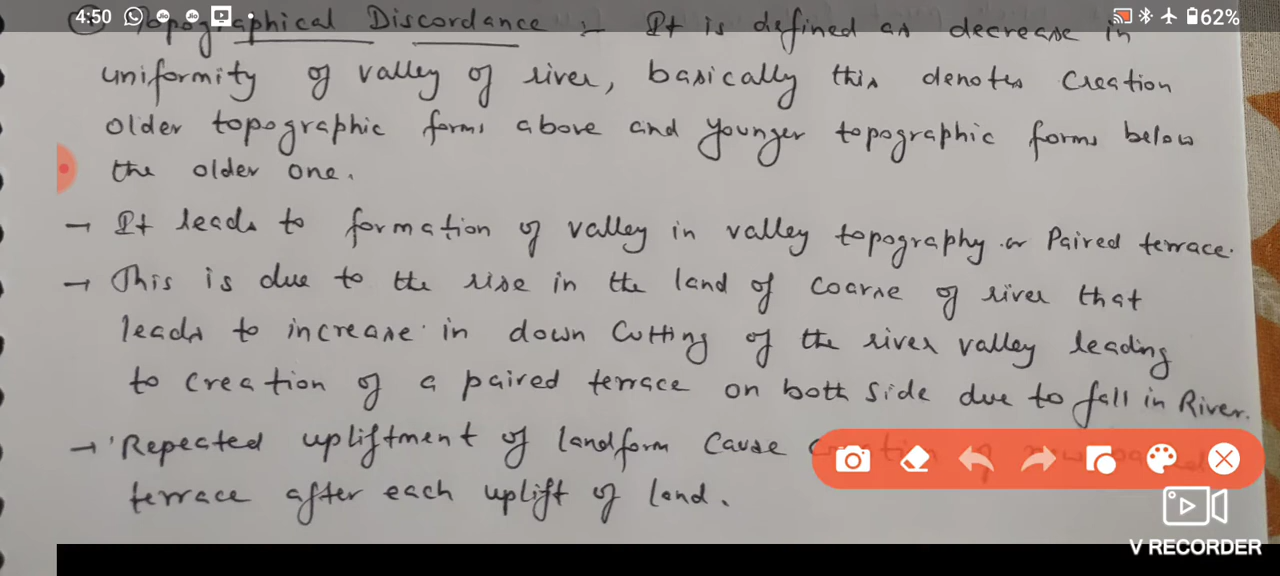 4:50 62%
Topographical Discordance :- It is defined as decrease in
uniformity of valley of river, basically this denotes Creation
older topographic forms above and younger topographic forms below
the older one.
→ It leads to formation of valley in valley topography or Paired terrace.
→ This is due to the rise in the land of coarse of river that
leads to increase in down Cutting of the river valley leading
to creation of a paired terrace on both side due to fall in River.
→ Repeated upliftment of landform Cause
terrace after each uplift of land.
V RECORDER